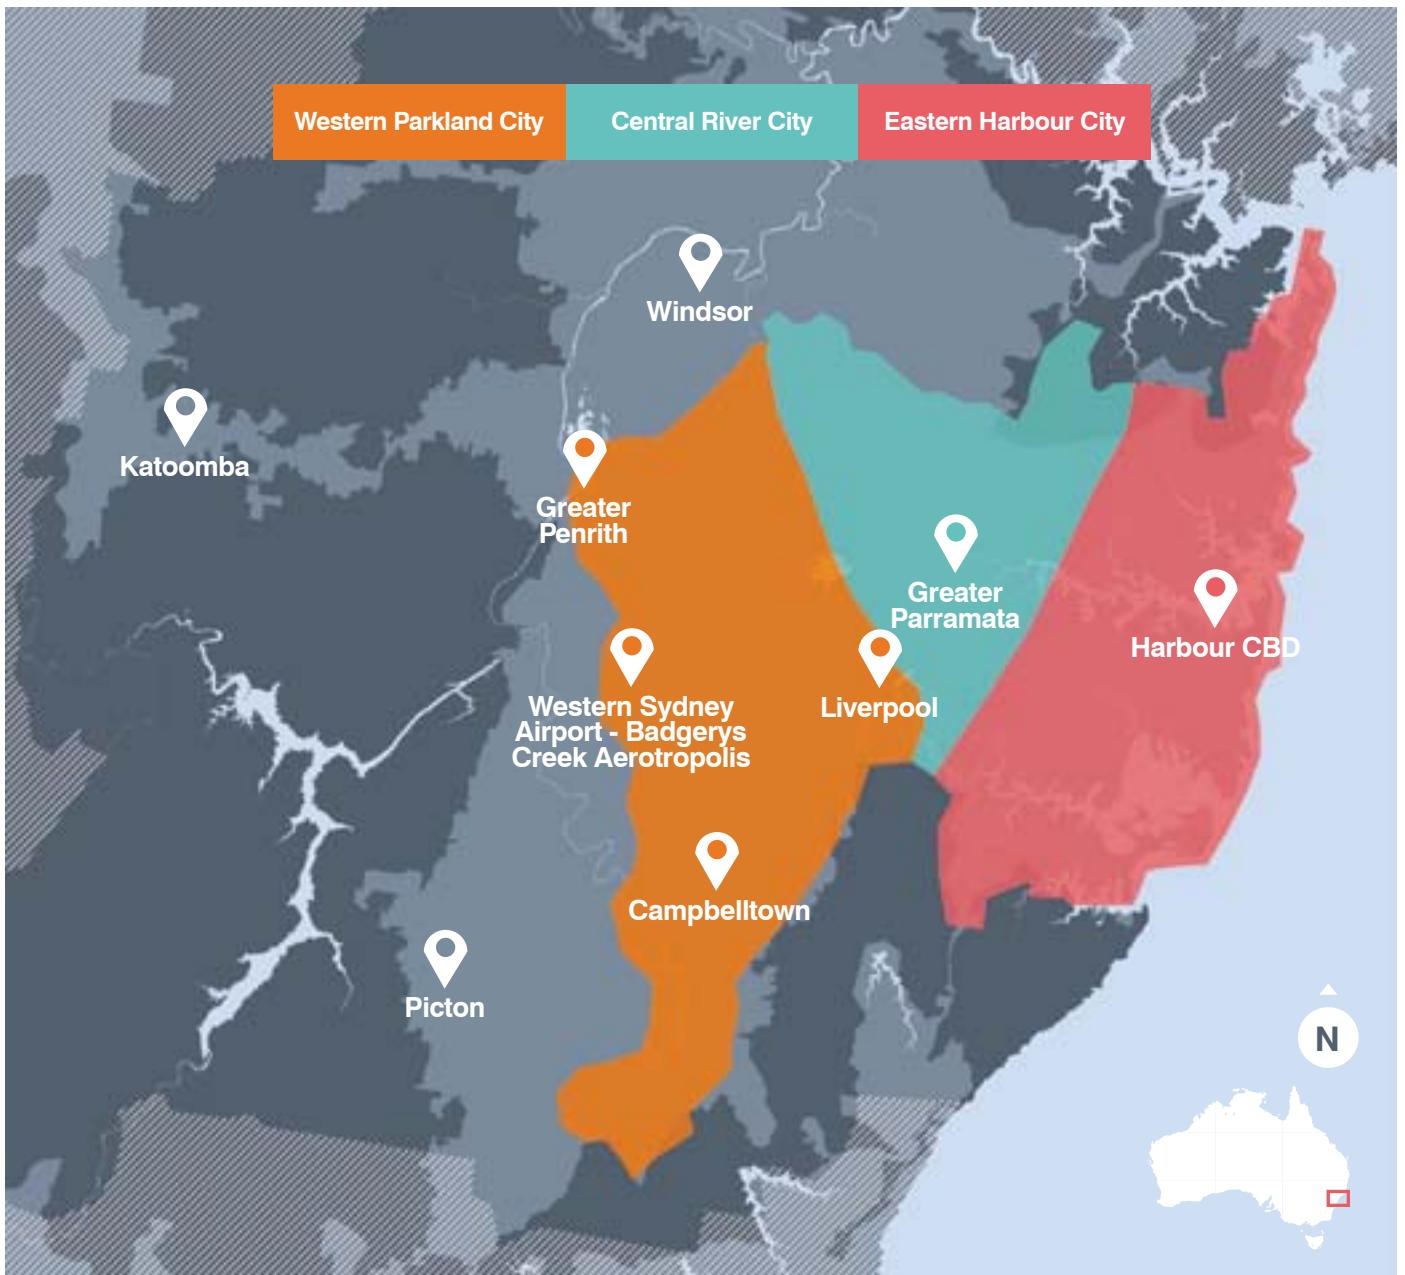 Western Parkland City
Central River City
Eastern Harbour City
Windsor
Katoomba
Greater
Penrith
Greater
Parramata
Harbour CBD
Western Sydney
Airport - Badgerys
Creek Aerotropolis
Liverpool
Campbelltown
Picton
N